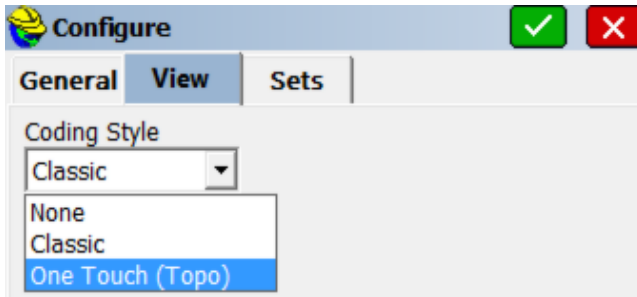 Configure
General View Sets
Coding Style
Classic
None
Classic
One Touch (Topo)